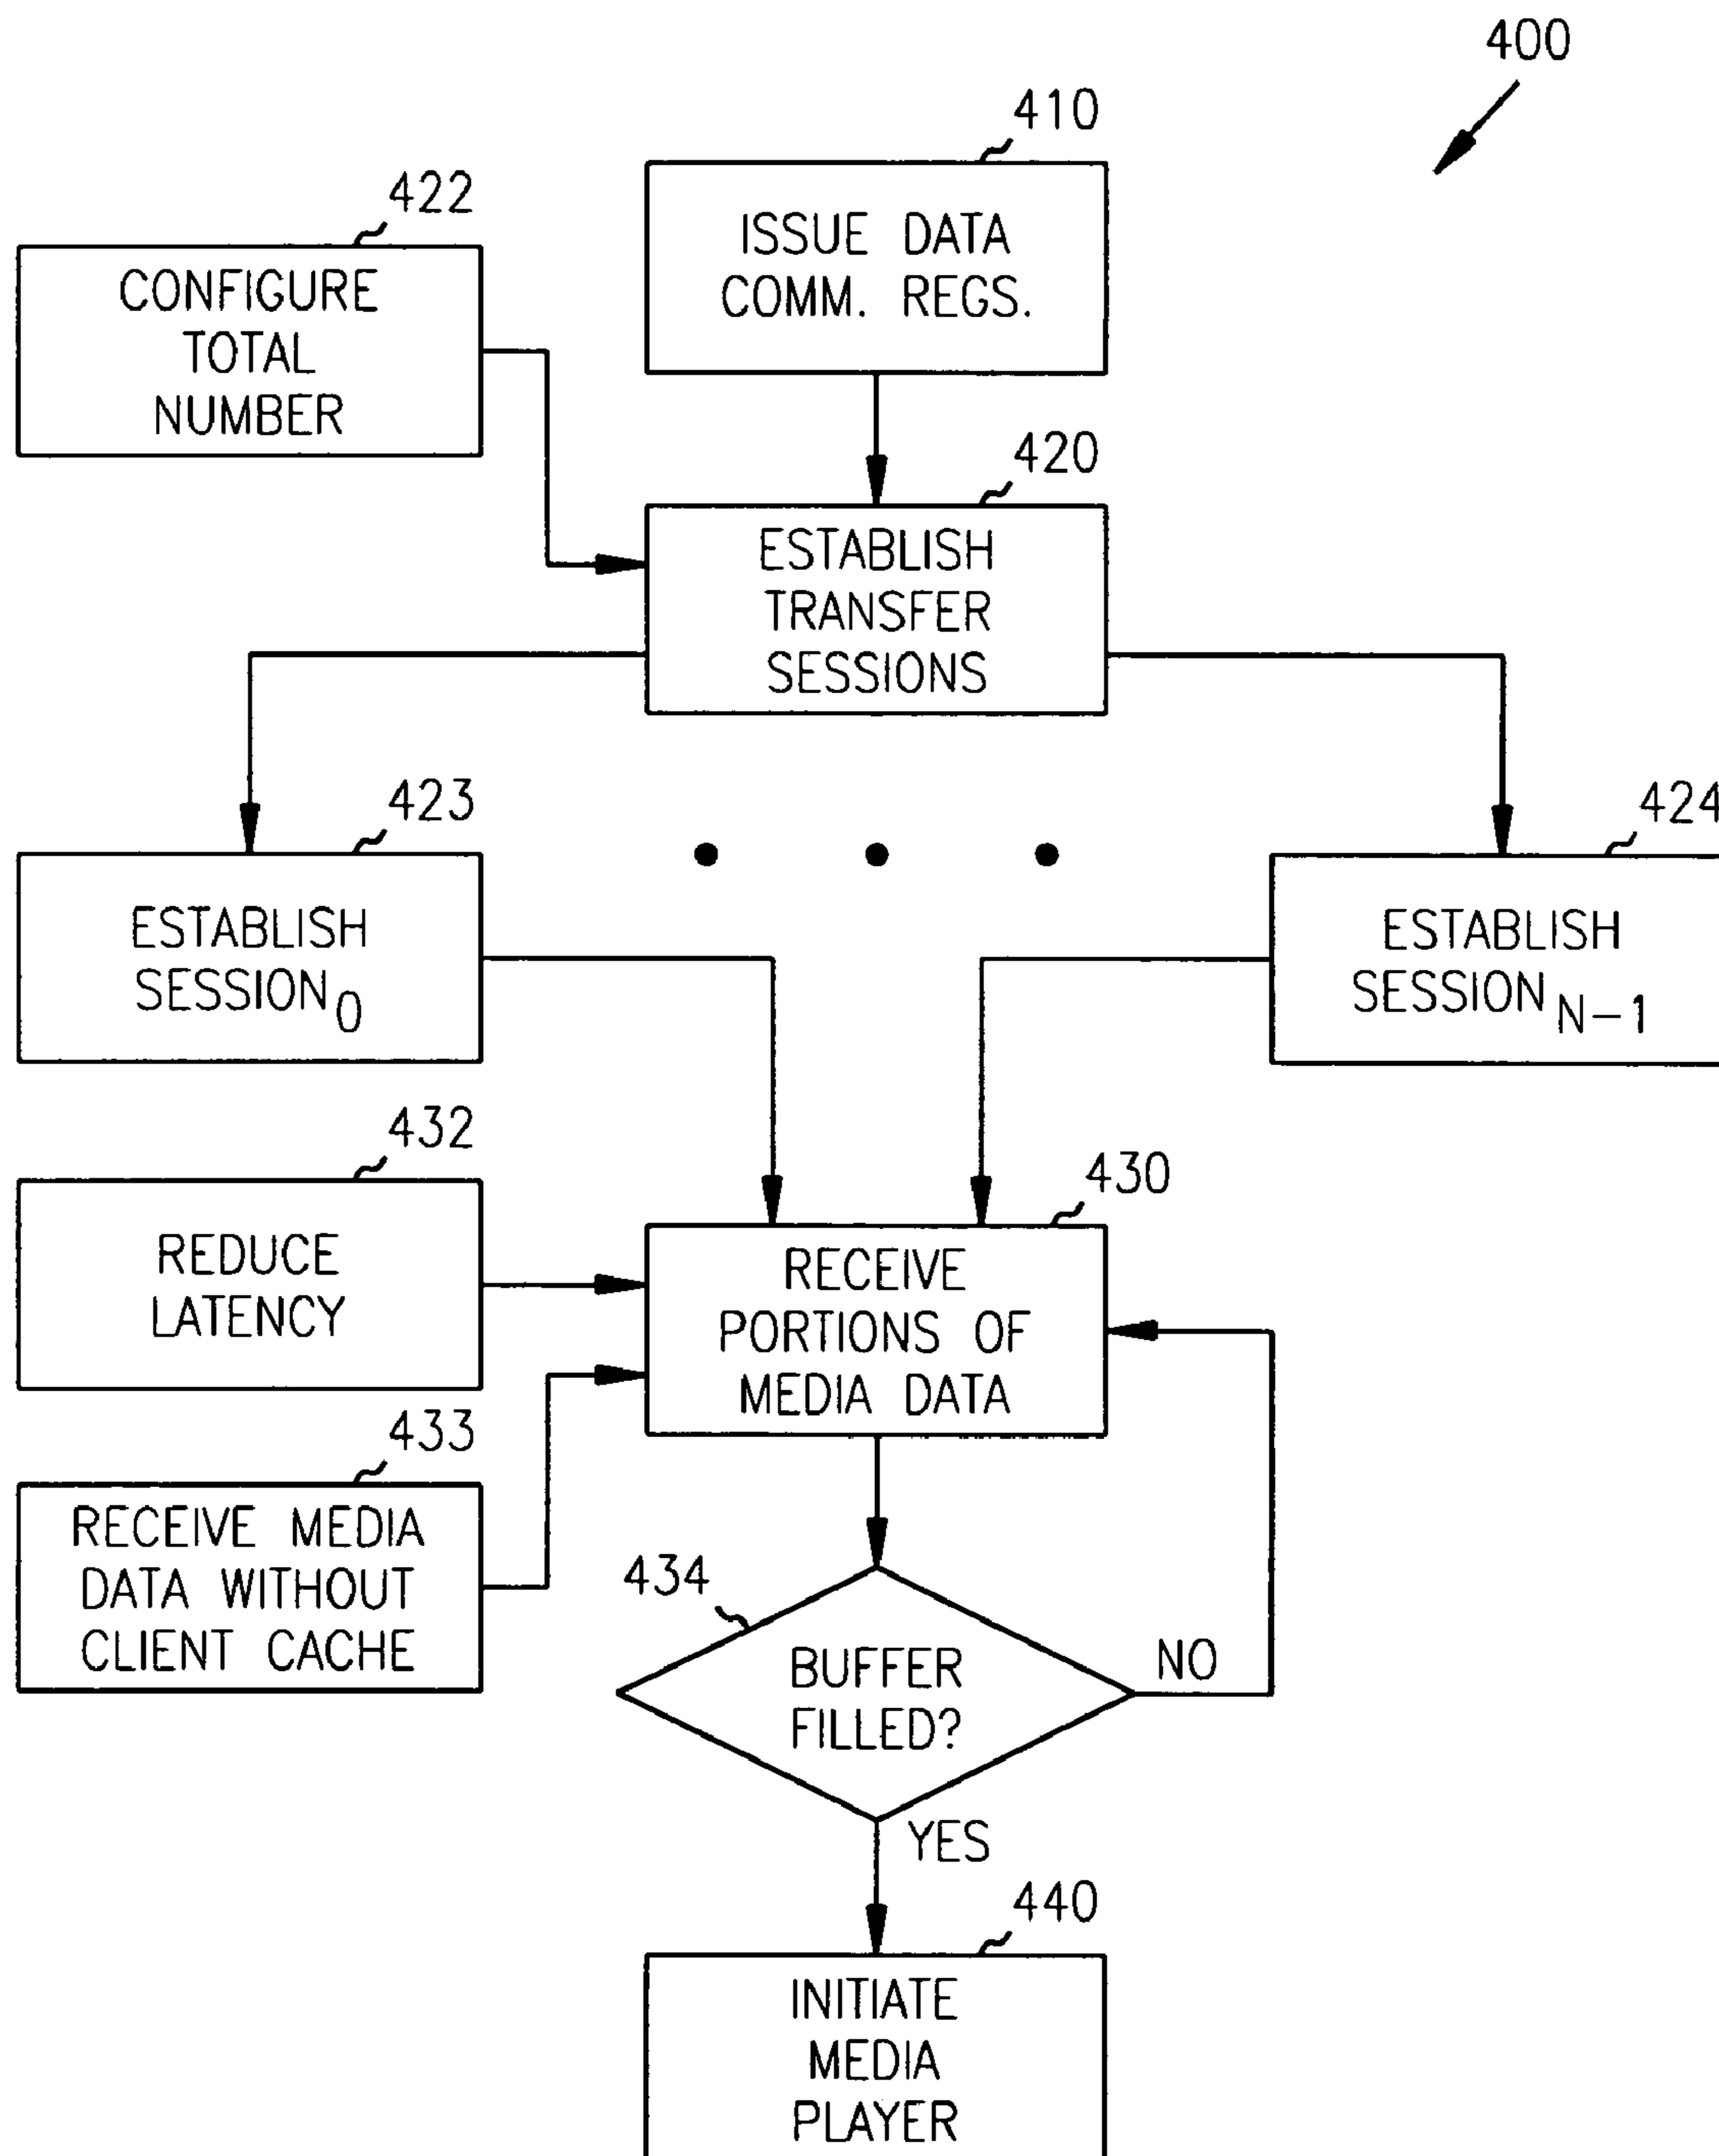 400
410
ISSUE DATA
COMM. REGS.
422
CONFIGURE
TOTAL
NUMBER
420
ESTABLISH
TRANSFER
SESSIONS
423
ESTABLISH
SESSION0
424
ESTABLISH
SESSIONN-1
432
REDUCE
LATENCY
430
RECEIVE
PORTIONS OF
MEDIA DATA
433
RECEIVE MEDIA
DATA WITHOUT
CLIENT CACHE
434
BUFFER
FILLED?
NO
YES
440
INITIATE
MEDIA
PLAYER